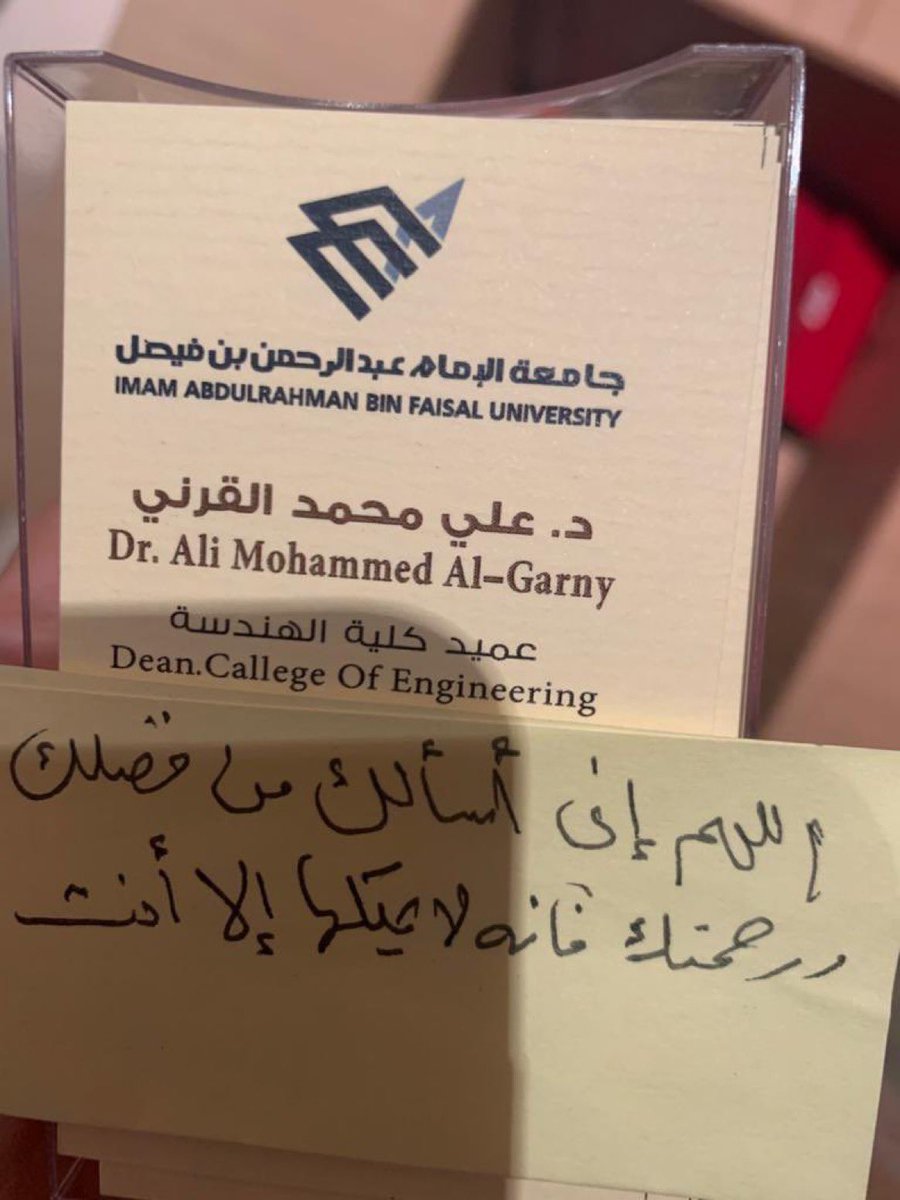 جامعة الإمام عبدالرحمن بن فيصل
IMAM ABDULRAHMAN BIN FAISAL UNIVERSITY
د. علي محمد القرني
Dr. Ali Mohammed Al-Garny
عميد كلية الهندسة
Dean.Callege Of Engineering
اللهم إني أسألك من فضلك
ورحمتك فانه لا يملكها إلا أنت